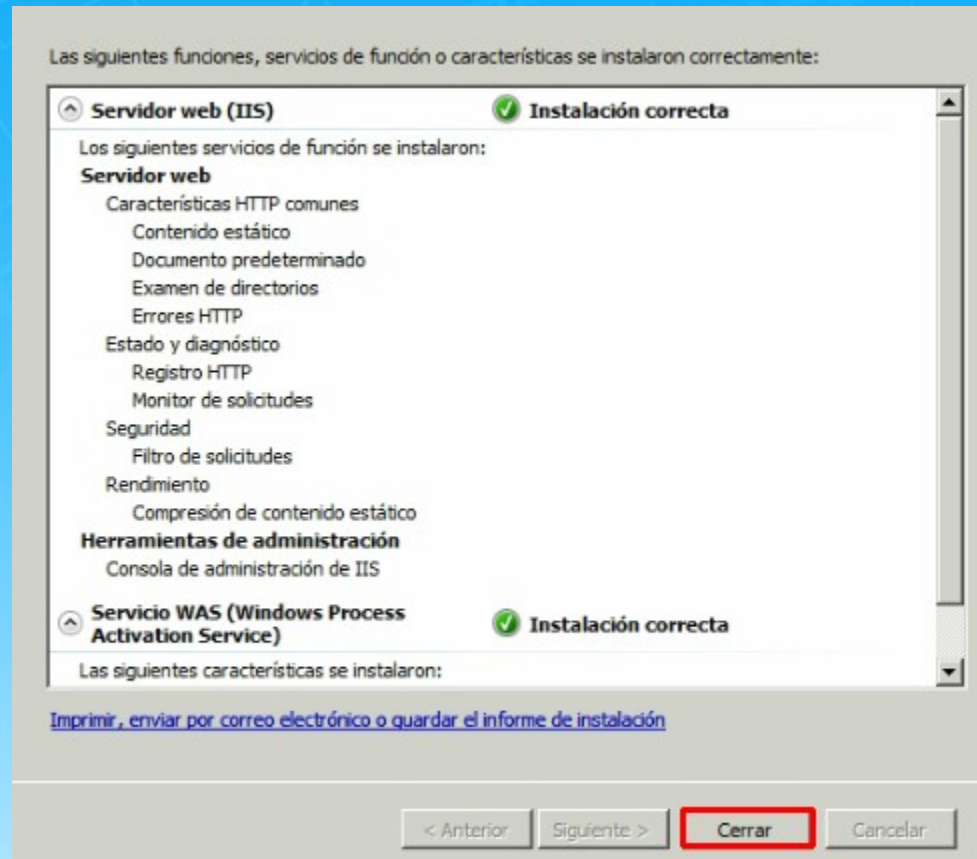 Las siguientes funciones, servicios de función o características se instalaron correctamente:
Servidor web (IIS) Instalación correcta
Los siguientes servicios de función se instalaron:
Servidor web
Características HTTP comunes
Contenido estático
Documento predeterminado
Examen de directorios
Errores HTTP
Estado y diagnóstico
Registro HTTP
Monitor de solicitudes
Seguridad
Filtro de solicitudes
Rendimiento
Compresión de contenido estático
Herramientas de administración
Consola de administración de IIS
Servicio WAS (Windows Process
Activation Service) Instalación correcta
Las siguientes características se instalaron:
Imprimir, enviar por correo electrónico o guardar el informe de instalación
< Anterior Siguiente > Cerrar Cancelar